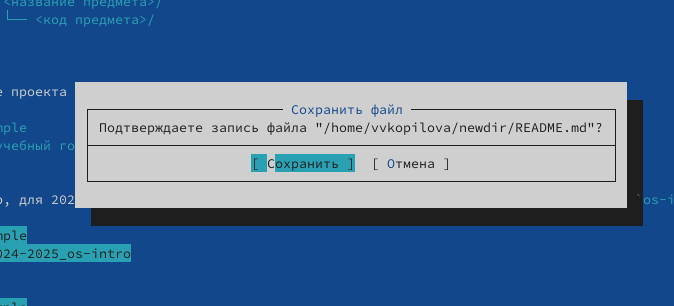 <название предмета>/
└── <код предмета>/
е проекта
Сохранить файл
Подтверждаете запись файла "/home/vvkopilova/newdir/README.md"?
mple
учебный го
[ Сохранить ] [ Отмена ]
о, для 202 `os-i
mple
024-2025_os-intro